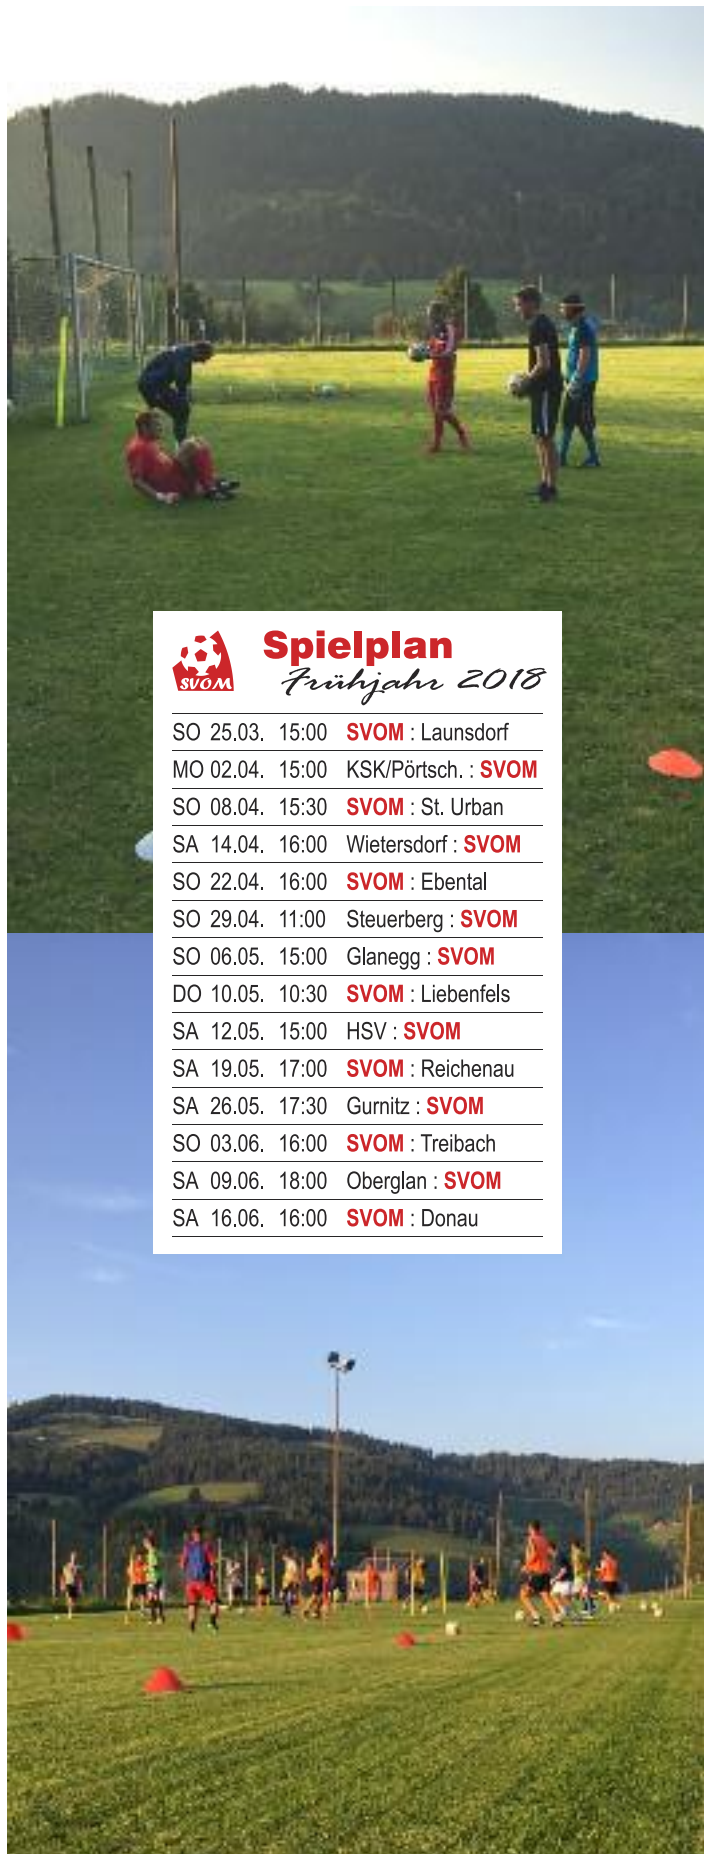 SVOM
Spielplan
Frühjahr 2018
SO 25.03. 15:00 SVOM : Launsdorf
MO 02.04. 15:00 KSK/Pörtsch. : SVOM
SO 08.04. 15:30 SVOM : St. Urban
SA 14.04. 16:00 Wietersdorf : SVOM
SO 22.04. 16:00 SVOM : Ebental
SO 29.04. 11:00 Steuerberg : SVOM
SO 06.05. 15:00 Glanegg : SVOM
DO 10.05. 10:30 SVOM : Liebenfels
SA 12.05. 15:00 HSV : SVOM
SA 19.05. 17:00 SVOM : Reichenau
SA 26.05. 17:30 Gurnitz : SVOM
SO 03.06. 16:00 SVOM : Treibach
SA 09.06. 18:00 Oberglan : SVOM
SA 16.06. 16:00 SVOM : Donau